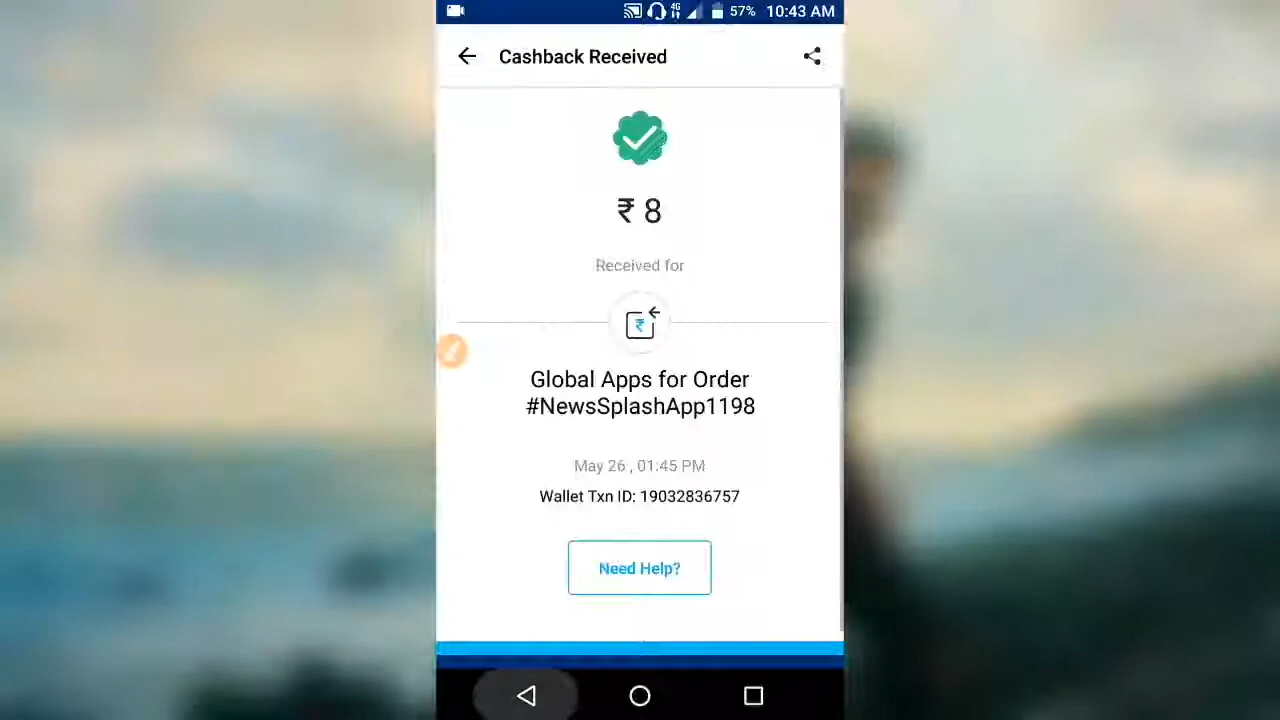 57% 10:43 AM
Cashback Received
₹ 8
Received for
₹
Global Apps for Order
#NewsSplashApp1198
May 26 , 01:45 PM
Wallet Txn ID: 19032836757
Need Help?